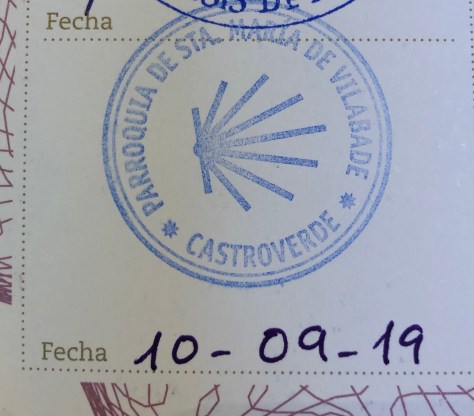 Fecha
PARROQUIA DE STA. MARIA DE VILABADE
CASTROVERDE
Fecha 10-09-19